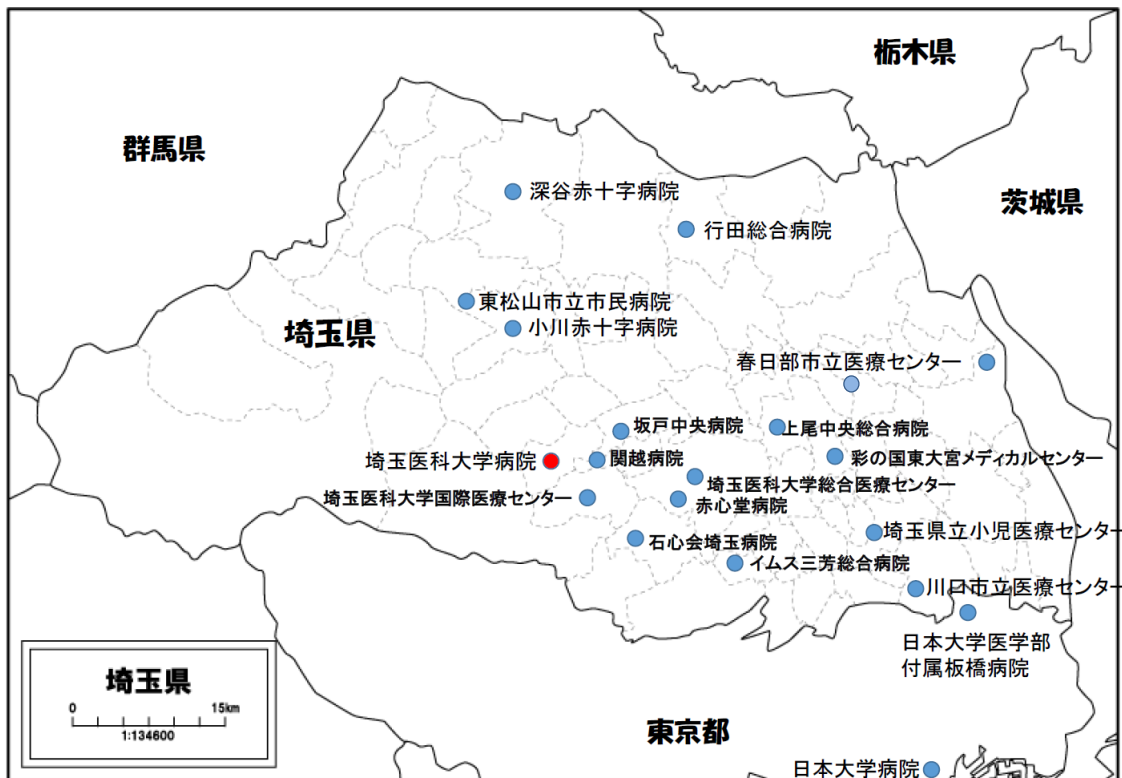 栃木県
群馬県
茨城県
深谷赤十字病院
行田総合病院
東松山市立市民病院
小川赤十字病院
埼玉県
春日部市立医療センター
坂戸中央病院
上尾中央総合病院
埼玉医科大学病院
関越病院
彩の国東大宮メディカルセンター
埼玉医科大学国際医療センター
埼玉医科大学総合医療センター
赤心堂病院
石心会埼玉病院
埼玉県立小児医療センター
イムス三芳総合病院
川口市立医療センター
日本大学医学部
付属板橋病院
埼玉県
0 15km
1:134600
東京都
日本大学病院